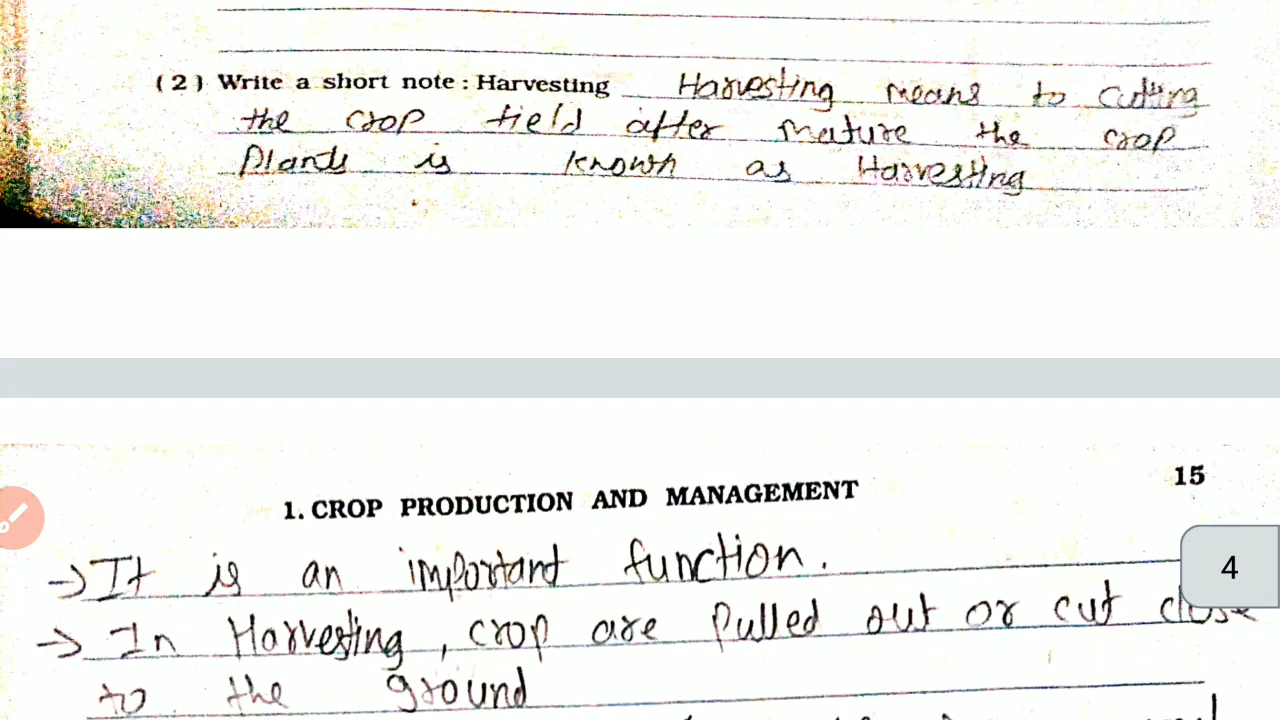 (2) Write a short note : Harvesting Harvesting means to cutting
the crop field after mature the crop
Plants is known as Harvesting
15
1. CROP PRODUCTION AND MANAGEMENT
→ It is an important function.
4
→ In Harvesting, crop are pulled out or cut close
to the ground